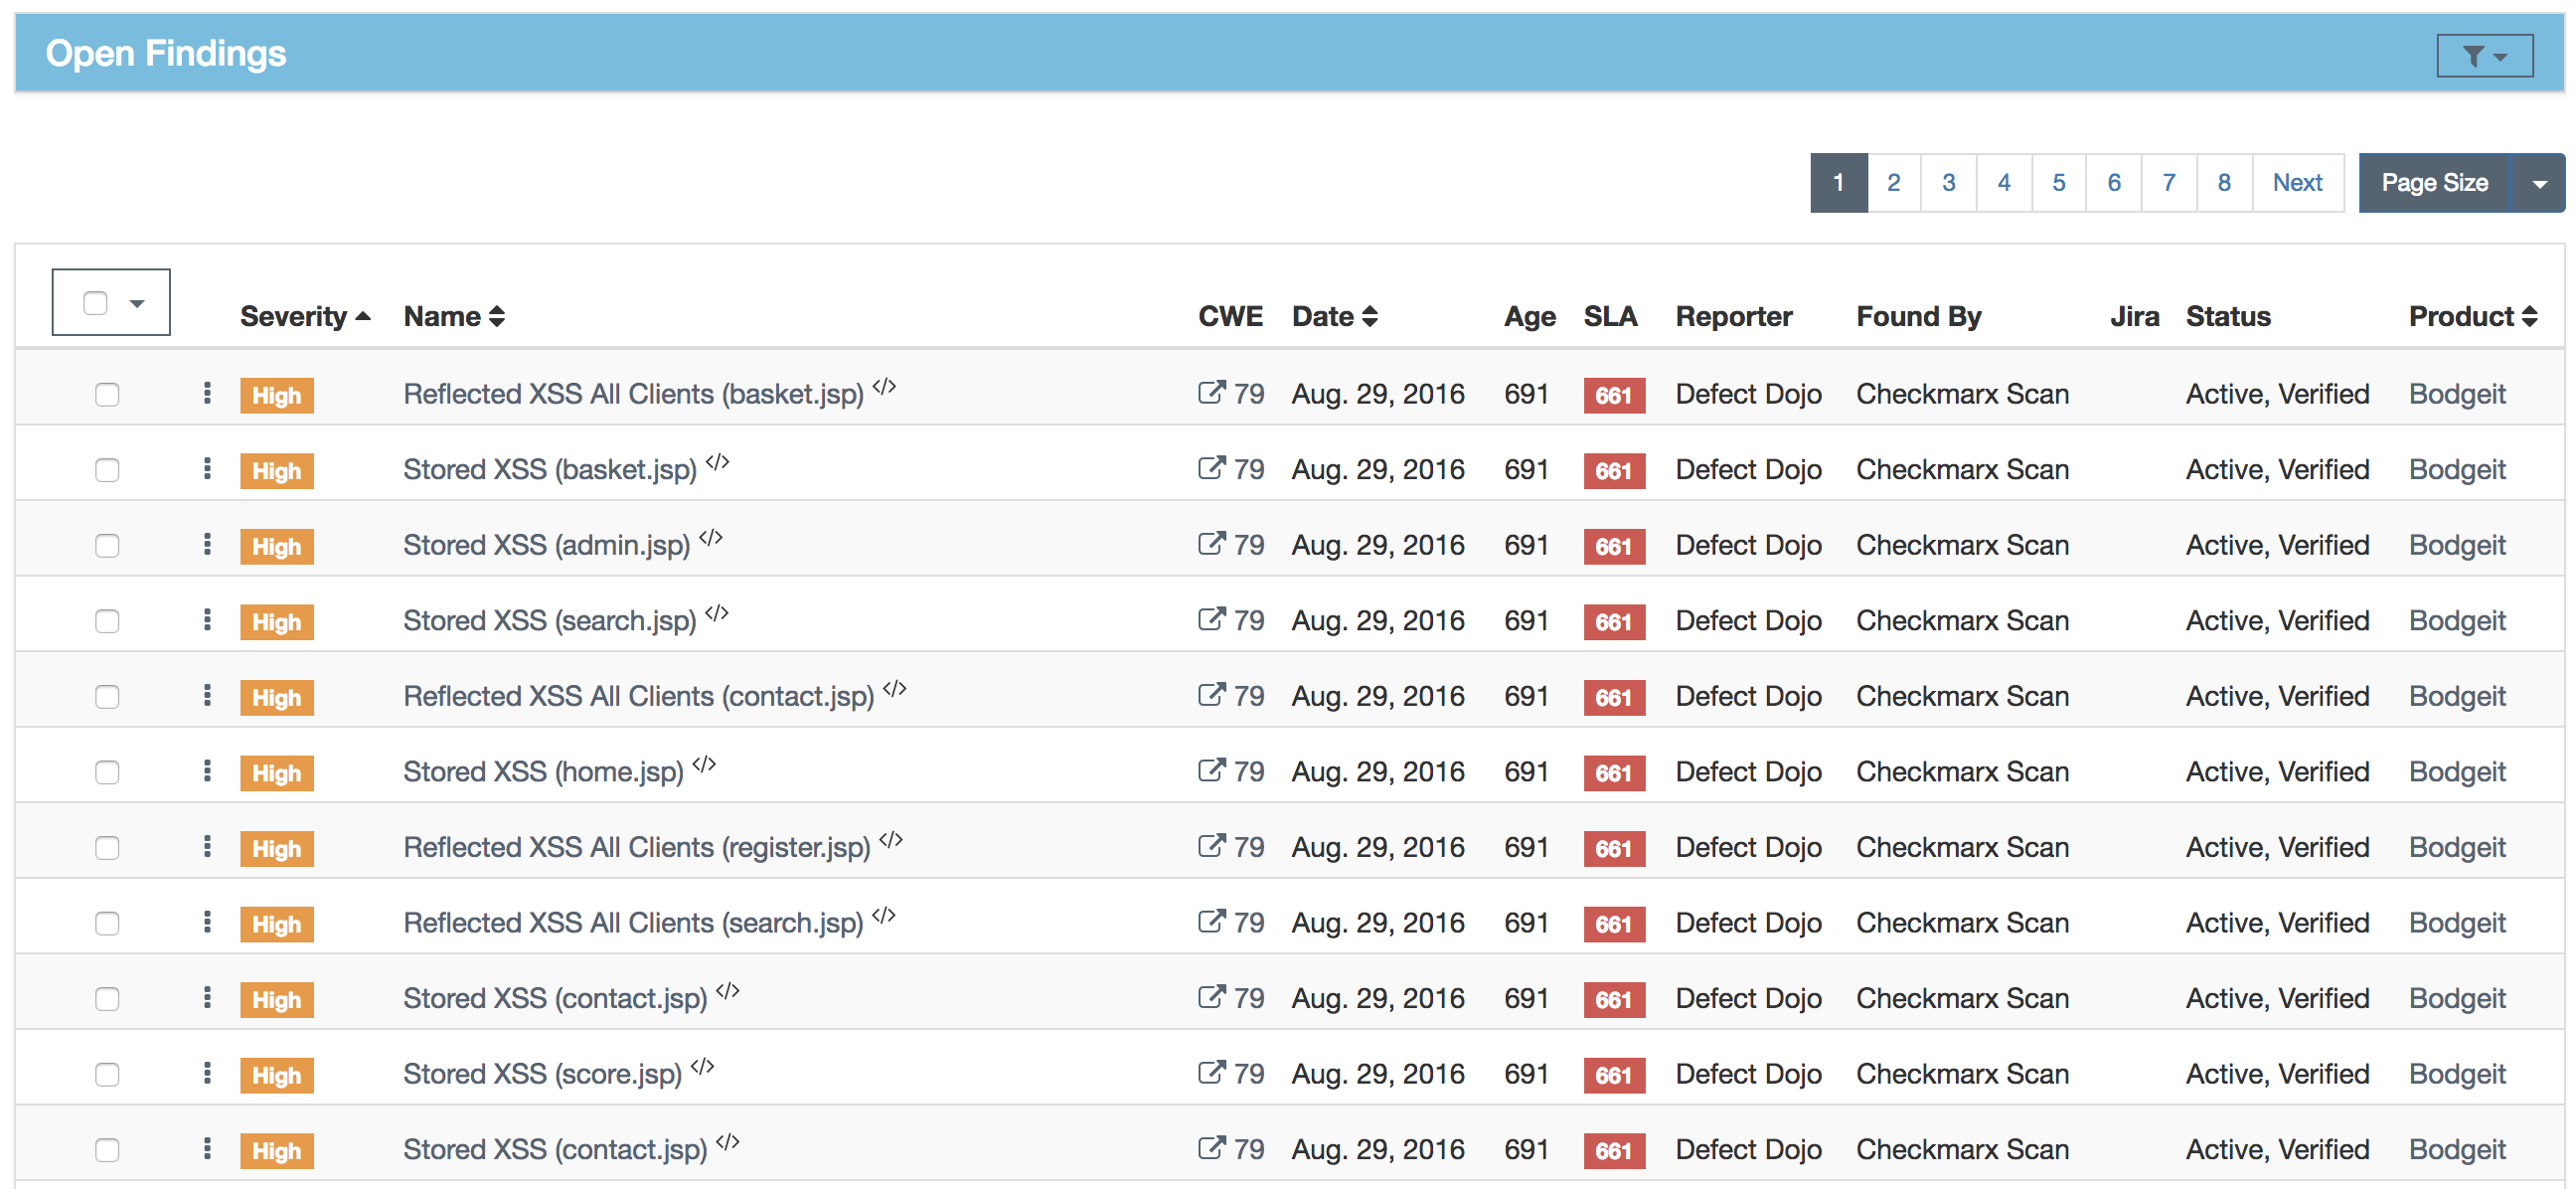 Open Findings
1 2 3 4 5 6 7 8 Next Page Size
Severity Name CWE Date Age SLA Reporter Found By Jira Status Product
High Reflected XSS All Clients (basket.jsp) </> 79 Aug. 29, 2016 691 661 Defect Dojo Checkmarx Scan Active, Verified Bodgeit
High Stored XSS (basket.jsp) </> 79 Aug. 29, 2016 691 661 Defect Dojo Checkmarx Scan Active, Verified Bodgeit
High Stored XSS (admin.jsp) </> 79 Aug. 29, 2016 691 661 Defect Dojo Checkmarx Scan Active, Verified Bodgeit
High Stored XSS (search.jsp) </> 79 Aug. 29, 2016 691 661 Defect Dojo Checkmarx Scan Active, Verified Bodgeit
High Reflected XSS All Clients (contact.jsp) </> 79 Aug. 29, 2016 691 661 Defect Dojo Checkmarx Scan Active, Verified Bodgeit
High Stored XSS (home.jsp) </> 79 Aug. 29, 2016 691 661 Defect Dojo Checkmarx Scan Active, Verified Bodgeit
High Reflected XSS All Clients (register.jsp) </> 79 Aug. 29, 2016 691 661 Defect Dojo Checkmarx Scan Active, Verified Bodgeit
High Reflected XSS All Clients (search.jsp) </> 79 Aug. 29, 2016 691 661 Defect Dojo Checkmarx Scan Active, Verified Bodgeit
High Stored XSS (contact.jsp) </> 79 Aug. 29, 2016 691 661 Defect Dojo Checkmarx Scan Active, Verified Bodgeit
High Stored XSS (score.jsp) </> 79 Aug. 29, 2016 691 661 Defect Dojo Checkmarx Scan Active, Verified Bodgeit
High Stored XSS (contact.jsp) </> 79 Aug. 29, 2016 691 661 Defect Dojo Checkmarx Scan Active, Verified Bodgeit